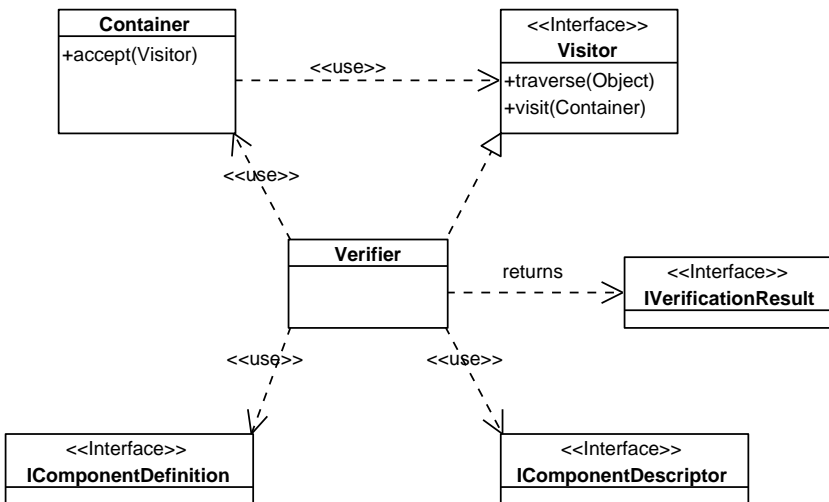 Container
+accept(Visitor)
<<use>>
<<Interface>>
Visitor
+traverse(Object)
+visit(Container)
<<use>>
Verifier
returns
<<Interface>>
IVerificationResult
<<use>>
<<use>>
<<Interface>>
IComponentDefinition
<<Interface>>
IComponentDescriptor